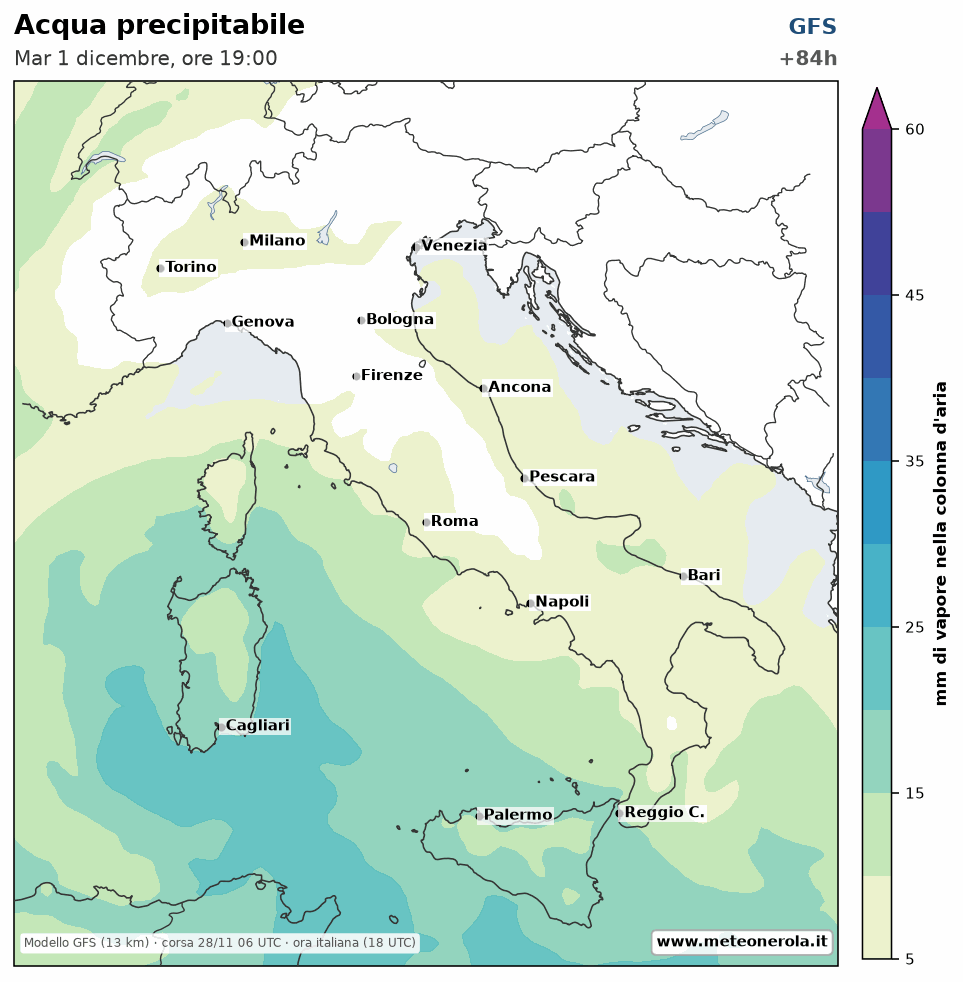 Acqua precipitabile
GFS
Mar 1 dicembre, ore 19:00
+84h
Milano
Venezia
Torino
Genova
Bologna
Firenze
Ancona
Pescara
Roma
Bari
Napoli
Cagliari
Palermo
Reggio C.
60
45
35
25
15
5
mm di vapore nella colonna d'aria
Modello GFS (13 km) · corsa 28/11 06 UTC · ora italiana (18 UTC)
www.meteonerola.it